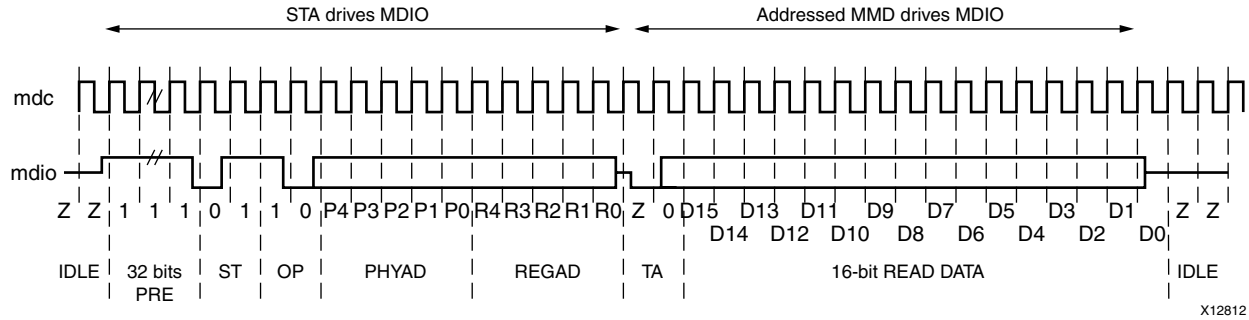 STA drives MDIO Addressed MMD drives MDIO
mdc
mdio
Z Z 1 1 1 0 1 1 0 P4 P3 P2 P1 P0 R4 R3 R2 R1 R0 Z 0 D15 D13 D11 D9 D7 D5 D3 D1 Z Z
D14 D12 D10 D8 D6 D4 D2 D0
IDLE 32 bits ST OP PHYAD REGAD TA 16-bit READ DATA IDLE
PRE
X12812